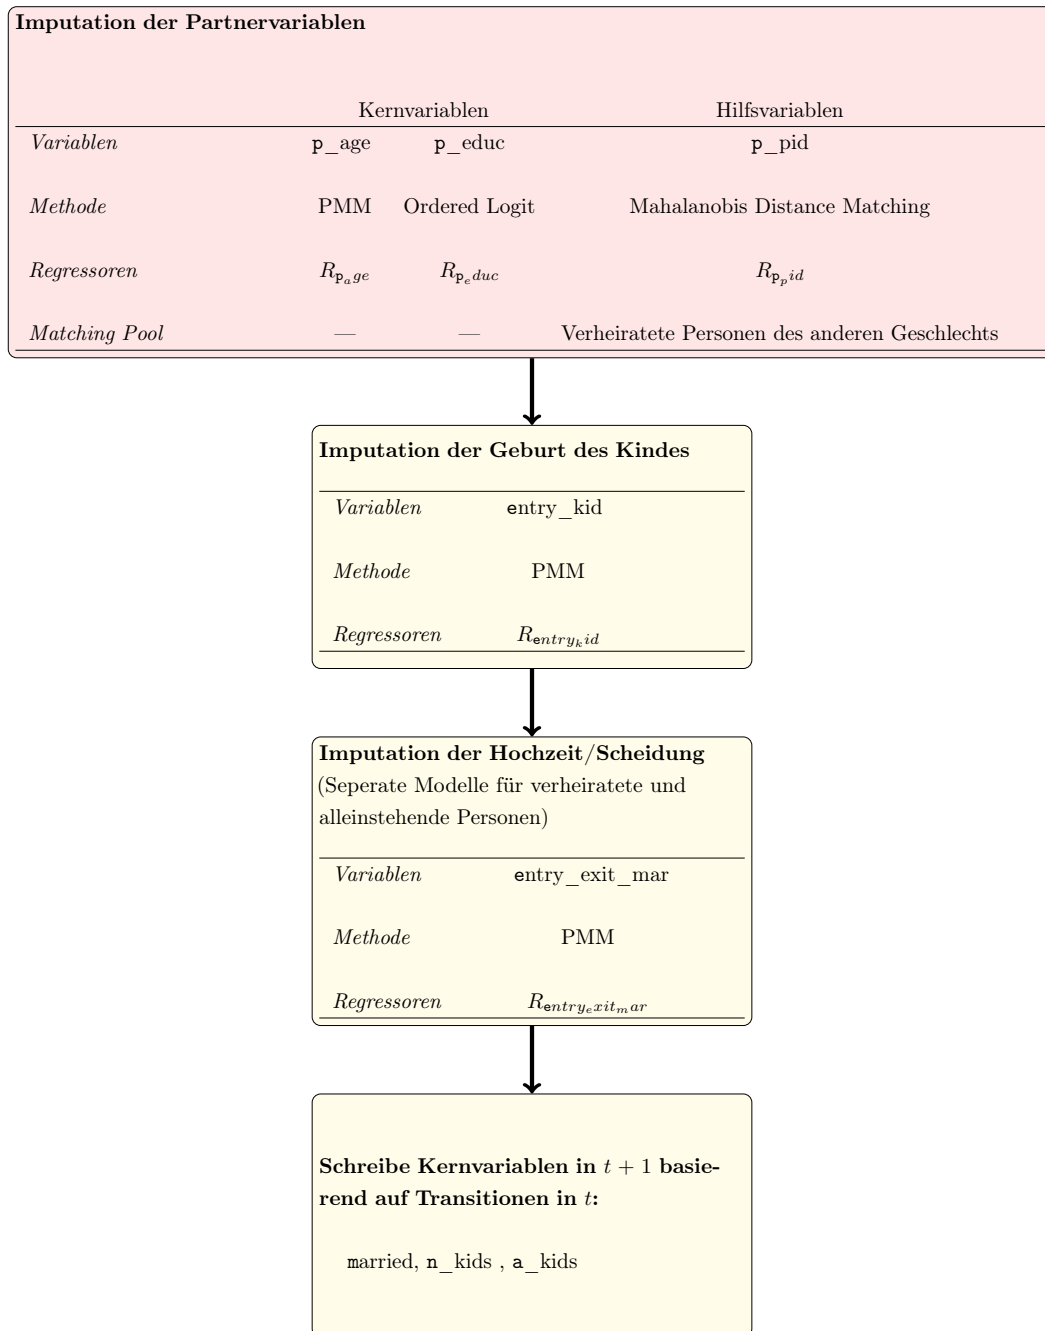 Imputation der Partnervariablen
Kernvariablen Hilfsvariablen
Variablen p_age p_educ p_pid
Methode PMM Ordered Logit Mahalanobis Distance Matching
Regressoren R_{p_age} R_{p_educ} R_{p_pid}
Matching Pool — — Verheiratete Personen des anderen Geschlechts
Imputation der Geburt des Kindes
Variablen entry_kid
Methode PMM
Regressoren R_{entry_kid}
Imputation der Hochzeit/Scheidung
(Seperate Modelle für verheiratete und
alleinstehende Personen)
Variablen entry_exit_mar
Methode PMM
Regressoren R_{entry_exit_mar}
Schreibe Kernvariablen in t + 1 basie-
rend auf Transitionen in t:
married, n_kids , a_kids